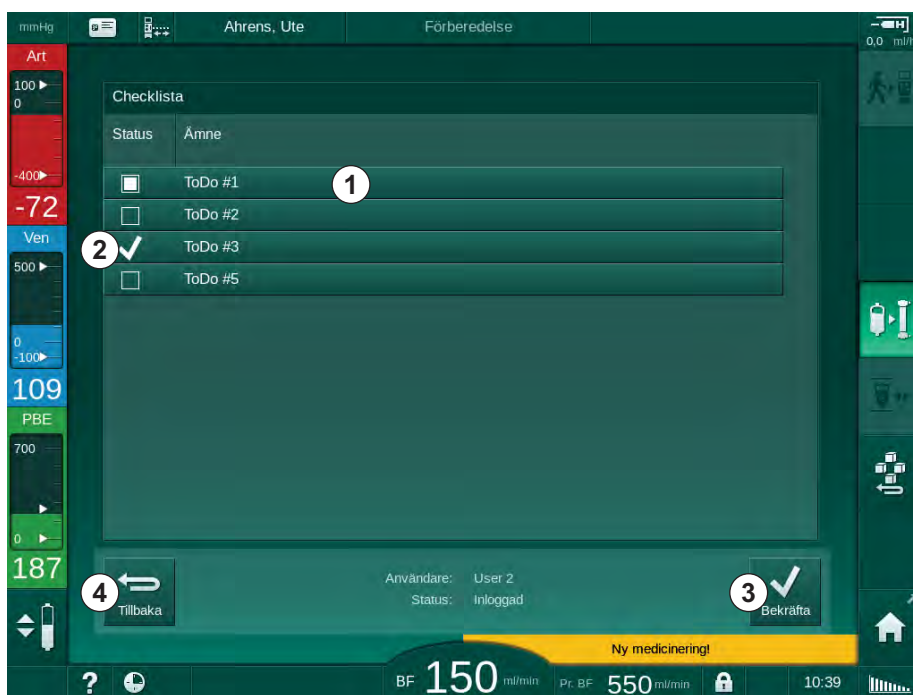 mmHg
Ahrens, Ute
Förberedelse
0,0 ml/h
Art
100
0
-400
-72
Ven
500
0
-100
109
PBE
700
0
187
Checklista
Status Ämne
ToDo #1
1
ToDo #2
2
ToDo #3
ToDo #5
4
Tillbaka
Användare: User 2
Status: Inloggad
3
Bekräfta
Ny medicinering!
?
BF 150 ml/min
Pr. BF 550 ml/min
10:39